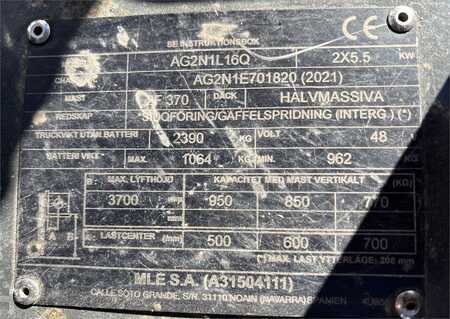 SE INSTRUKTIONSBOK CE
AG2N1L16Q 2X5.5 KW
AG2N1E701820 (2021)
MAST 370 DÄCK HALVMASSIVA
REDSKAP SIDOFÖRING/GAFFELSPRIDNING (INTERG.) (*)
TRUCKVIKT UTAN BATTERI 2390 KG VOLT 48
BATTERI VIKT MAX. 1064 KG/MIN. 962 KG
B: MAX. LYFTHÖJD KAPACITET MED MAST VERTIKALT (KG)
3700 mm 950 850 770
A B LASTCENTER (mm) 500 600 700
(*) MAX. LAST YTTERLÄGE: 200 mm
MLE S.A. (A31504111)
CALLE SOTO GRANDE, S/N. 31110 NOAIN (NAVARRA) SPANIEN